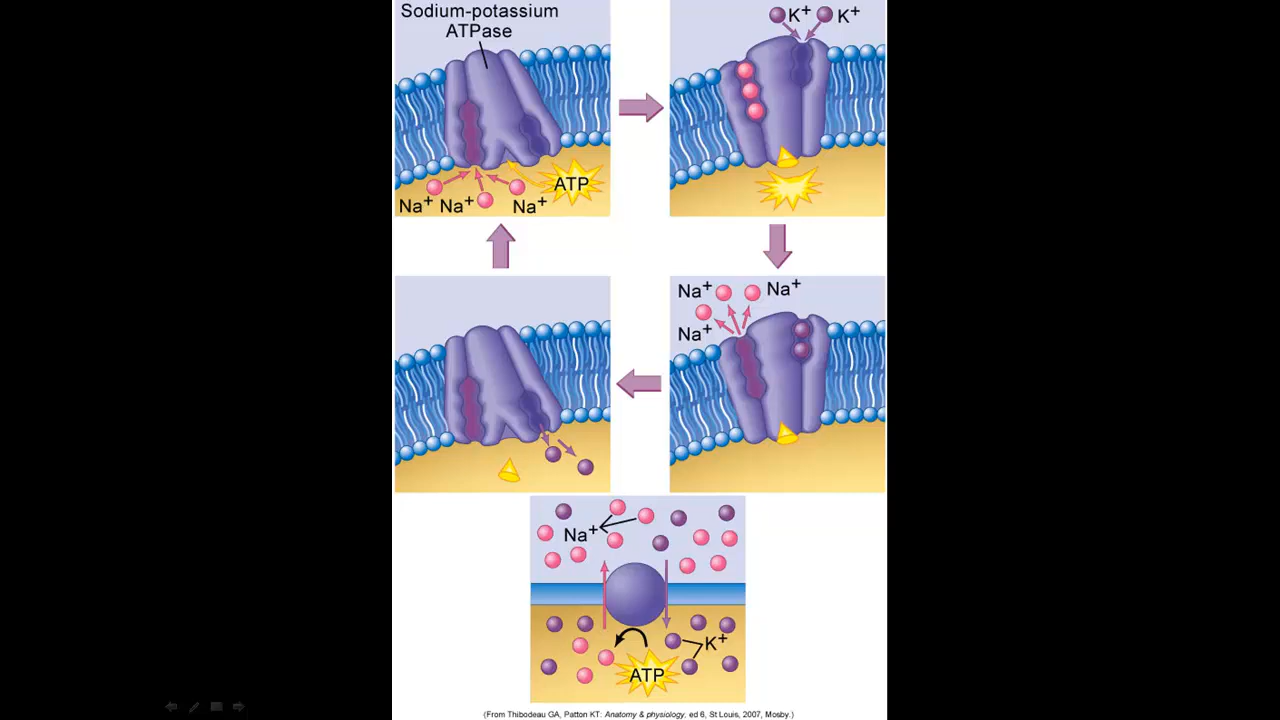 Sodium-potassium
ATPase
K⁺ K⁺
ATP
Na⁺ Na⁺ Na⁺
Na⁺ Na⁺
Na⁺
Na⁺
K⁺
ATP
(From Thibodeau GA, Patton KT: Anatomy & physiology, ed 6, St Louis, 2007, Mosby.)